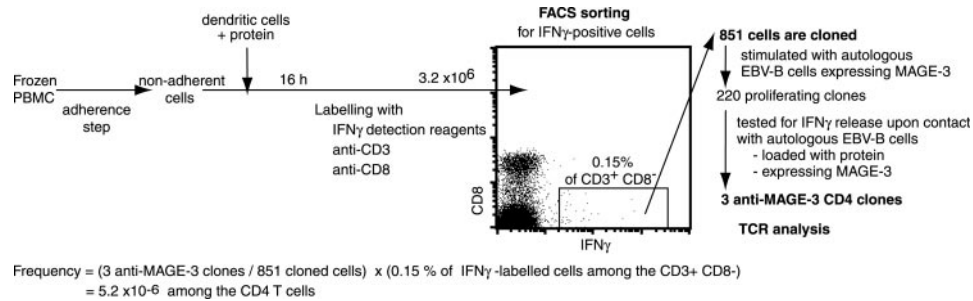 dendritic cells
+ protein
Frozen
PBMC
adherence
step
non-adherent
cells
16 h
3.2 x10⁶
Labelling with
IFNγ detection reagents
anti-CD3
anti-CD8
FACS sorting
for IFNγ-positive cells
CD8
0.15%
of CD3⁺ CD8⁻
IFNγ
851 cells are cloned
stimulated with autologous
EBV-B cells expressing MAGE-3
220 proliferating clones
tested for IFNγ release upon contact
with autologous EBV-B cells
- loaded with protein
- expressing MAGE-3
3 anti-MAGE-3 CD4 clones
TCR analysis
Frequency = (3 anti-MAGE-3 clones / 851 cloned cells) x (0.15 % of IFNγ-labelled cells among the CD3+ CD8-)
= 5.2 x10⁻⁶ among the CD4 T cells